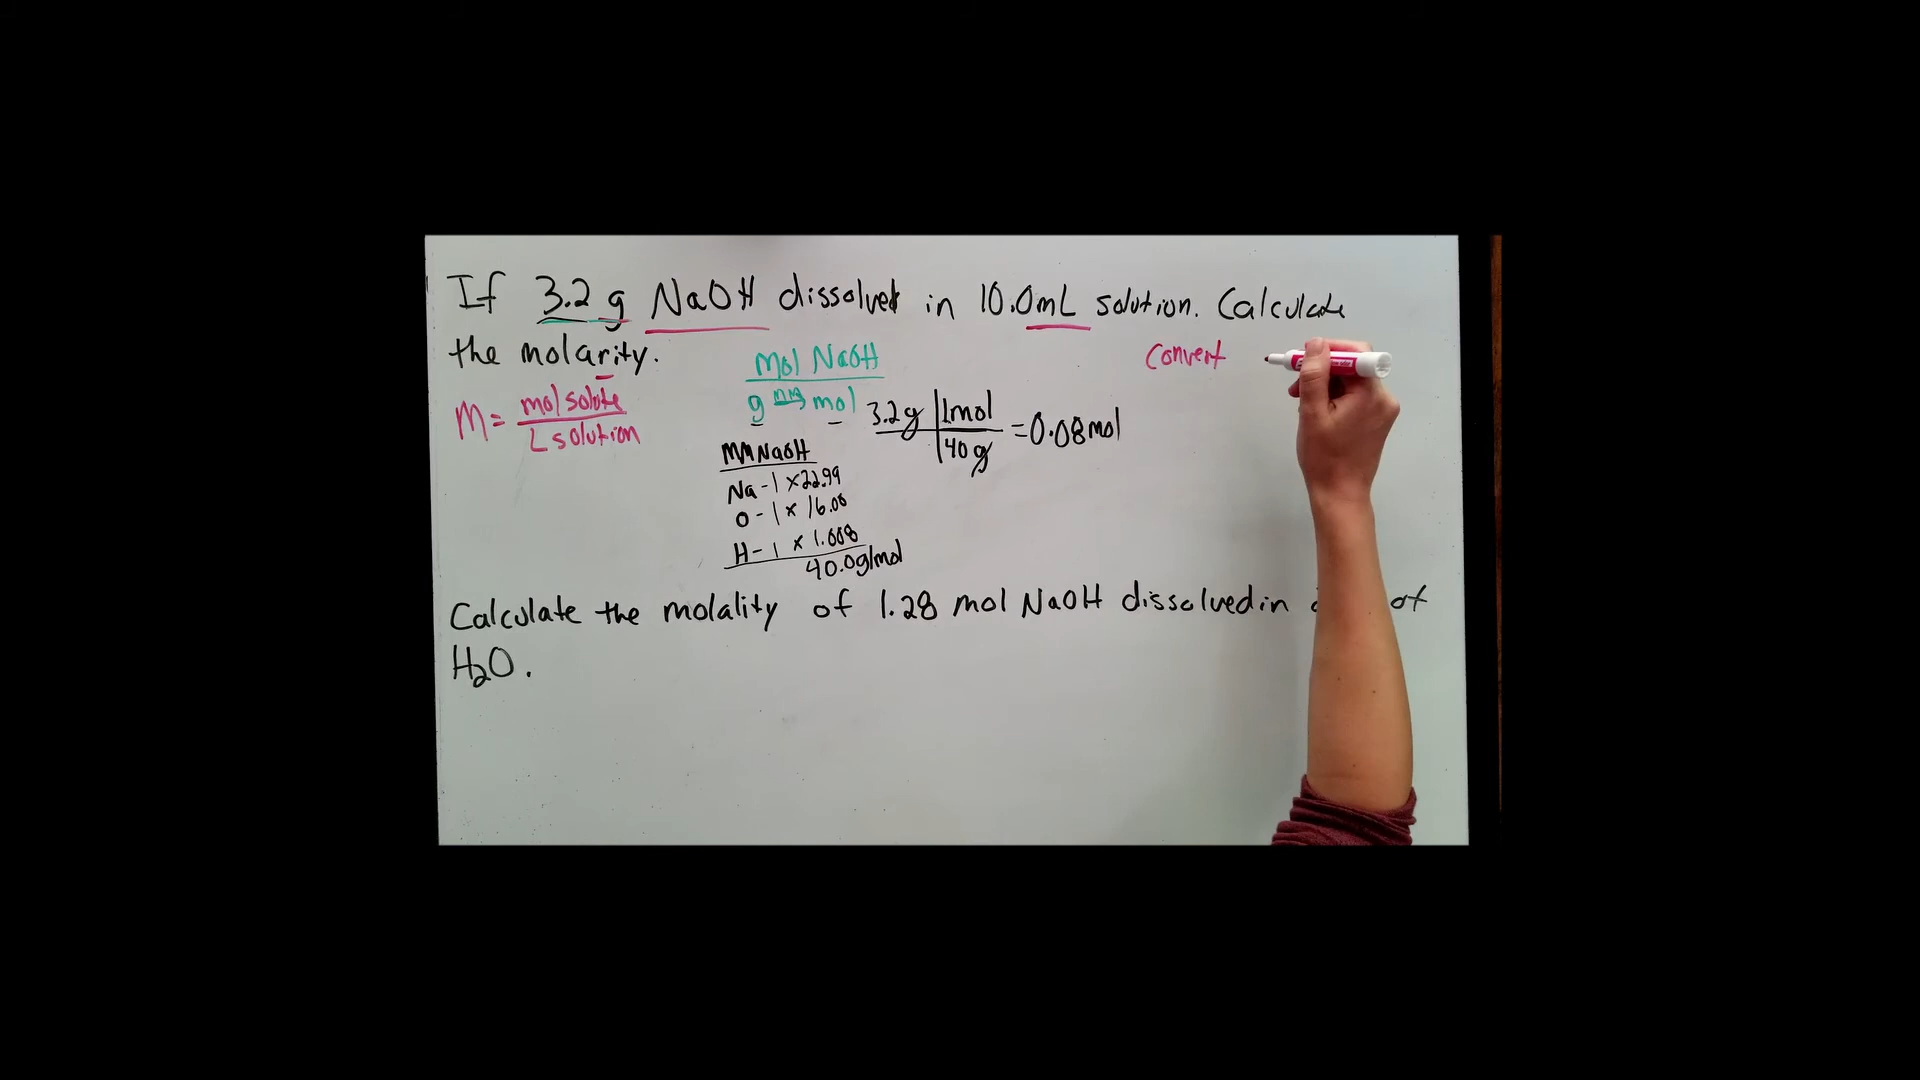 If 3.2 g NaOH dissolved in 10.0mL solution. Calculate
the molarity.
Convert
M = mol solute / L solution
Mol NaOH
g MM→ mol
3.2g | 1mol / 40g = 0.08mol
MM NaOH
Na - 1 × 22.99
O - 1 × 16.00
H - 1 × 1.008
40.0g/mol
Calculate the molality of 1.28 mol NaOH dissolved in of
H2O.